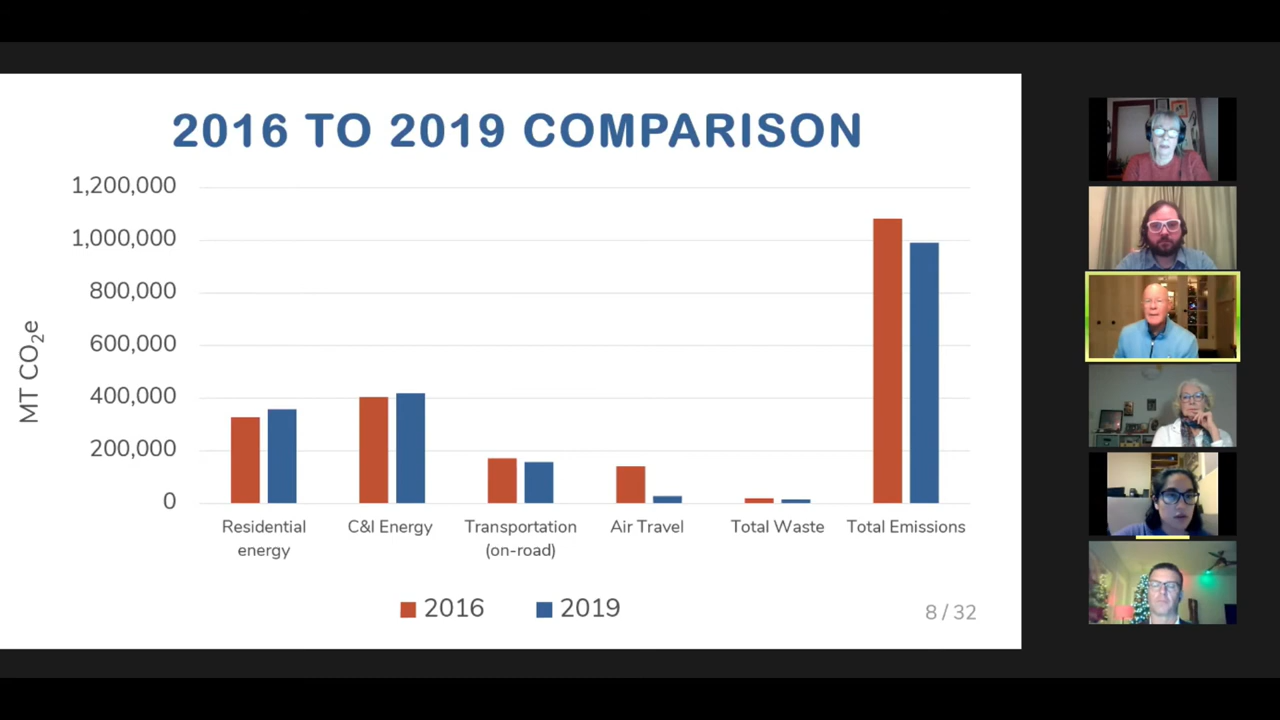 2016 TO 2019 COMPARISON
1,200,000
1,000,000
800,000
600,000
400,000
200,000
0
MT CO₂e
Residential energy
C&I Energy
Transportation (on-road)
Air Travel
Total Waste
Total Emissions
2016
2019
8 / 32